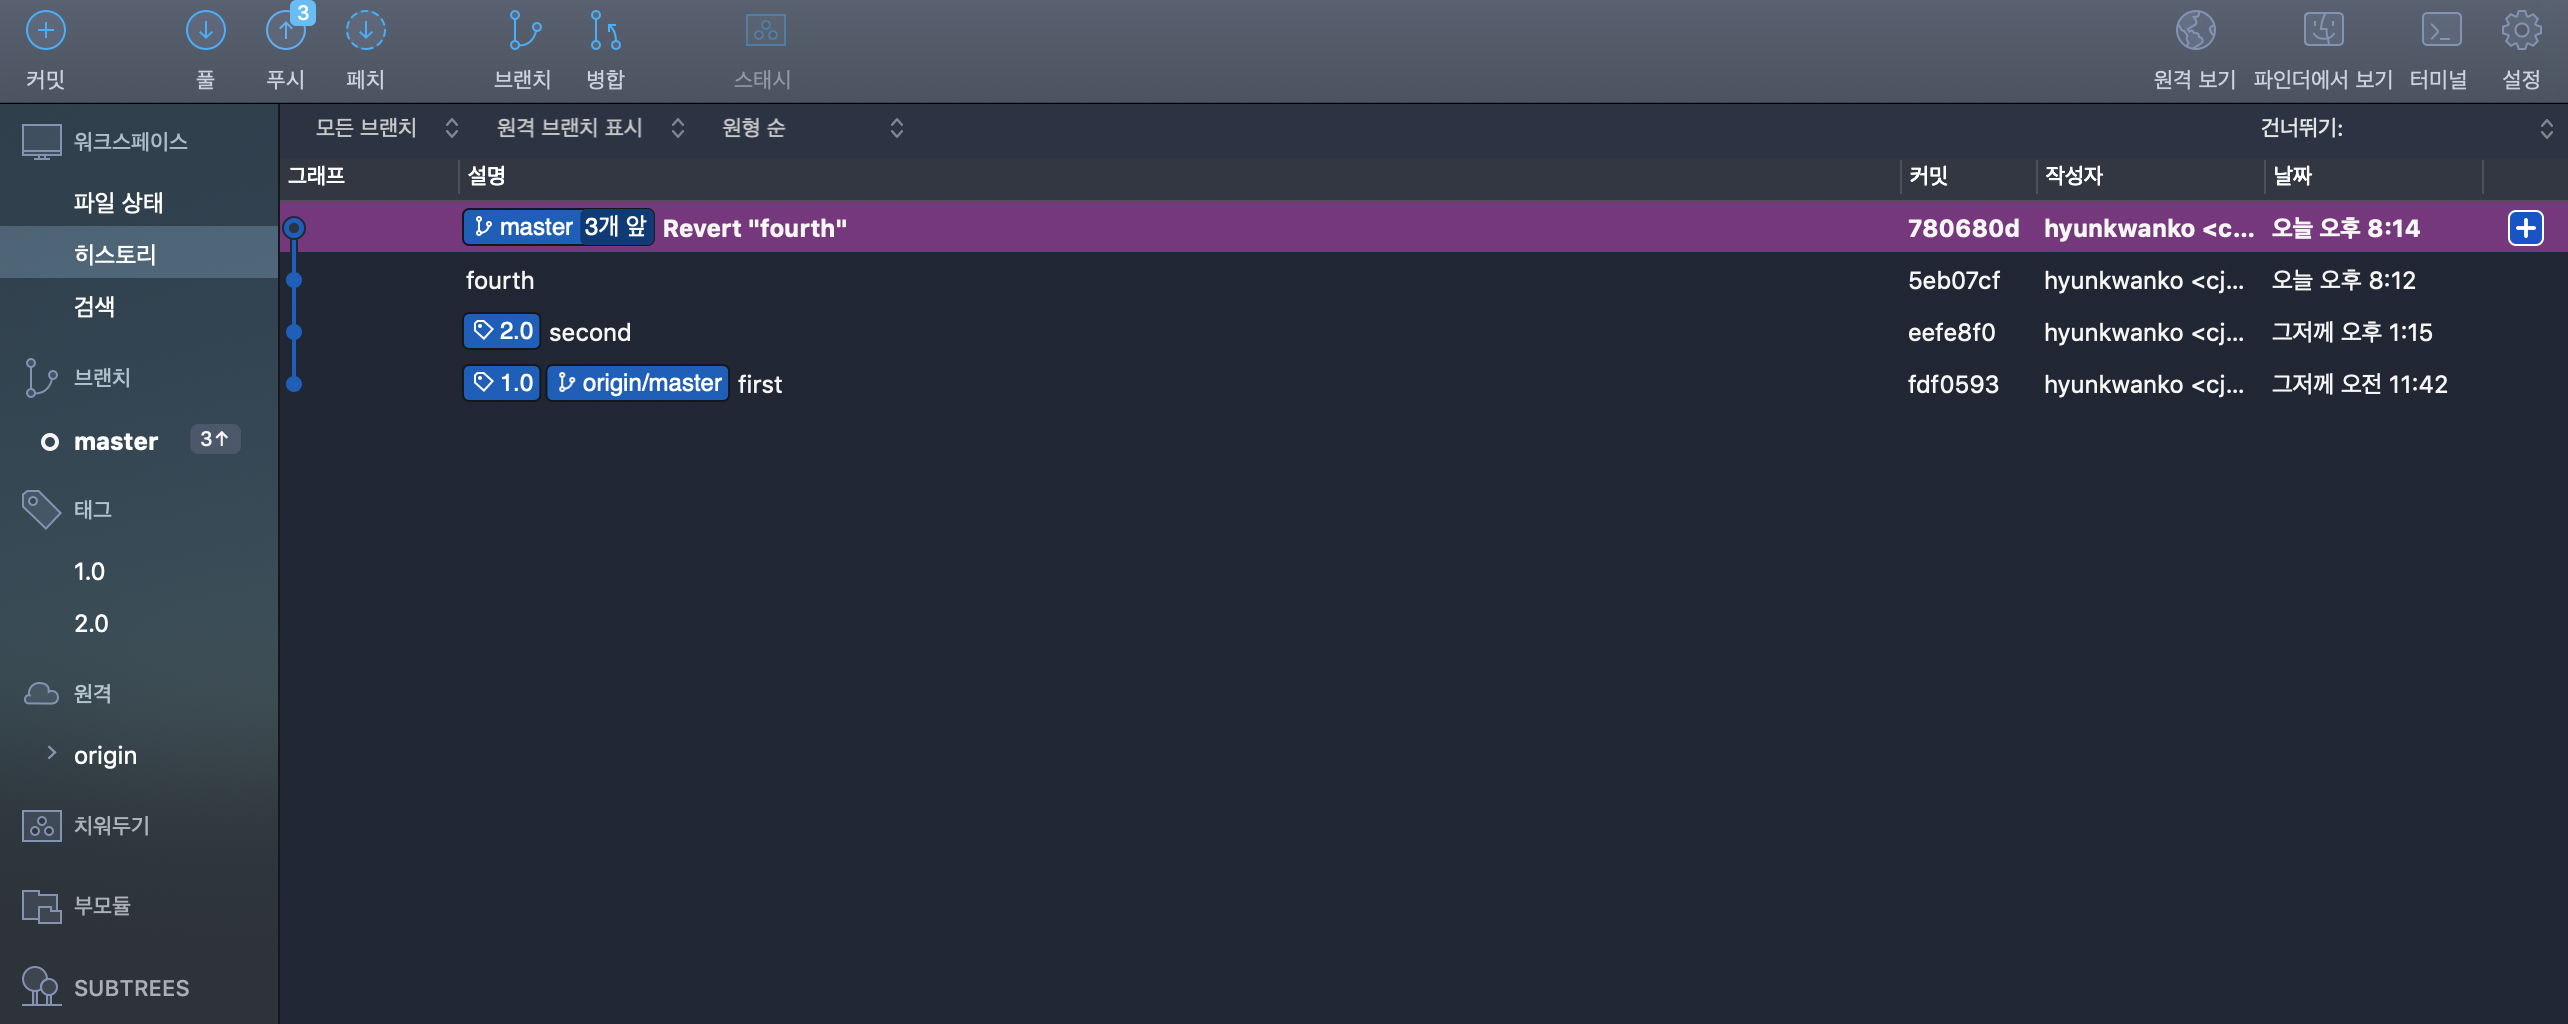 3
커밋 풀 푸시 페치 브랜치 병합 스태시 원격 보기 파인더에서 보기 터미널 설정
워크스페이스
파일 상태
히스토리
검색
브랜치
master 3↑
태그
1.0
2.0
원격
origin
치워두기
부모듈
SUBTREES
모든 브랜치 원격 브랜치 표시 원형 순 건너뛰기:
그래프 설명 커밋 작성자 날짜
master 3개 앞 Revert "fourth" 780680d hyunkwanko <c... 오늘 오후 8:14
fourth 5eb07cf hyunkwanko <cj... 오늘 오후 8:12
2.0 second eefe8f0 hyunkwanko <cj... 그저께 오후 1:15
1.0 origin/master first fdf0593 hyunkwanko <cj... 그저께 오전 11:42